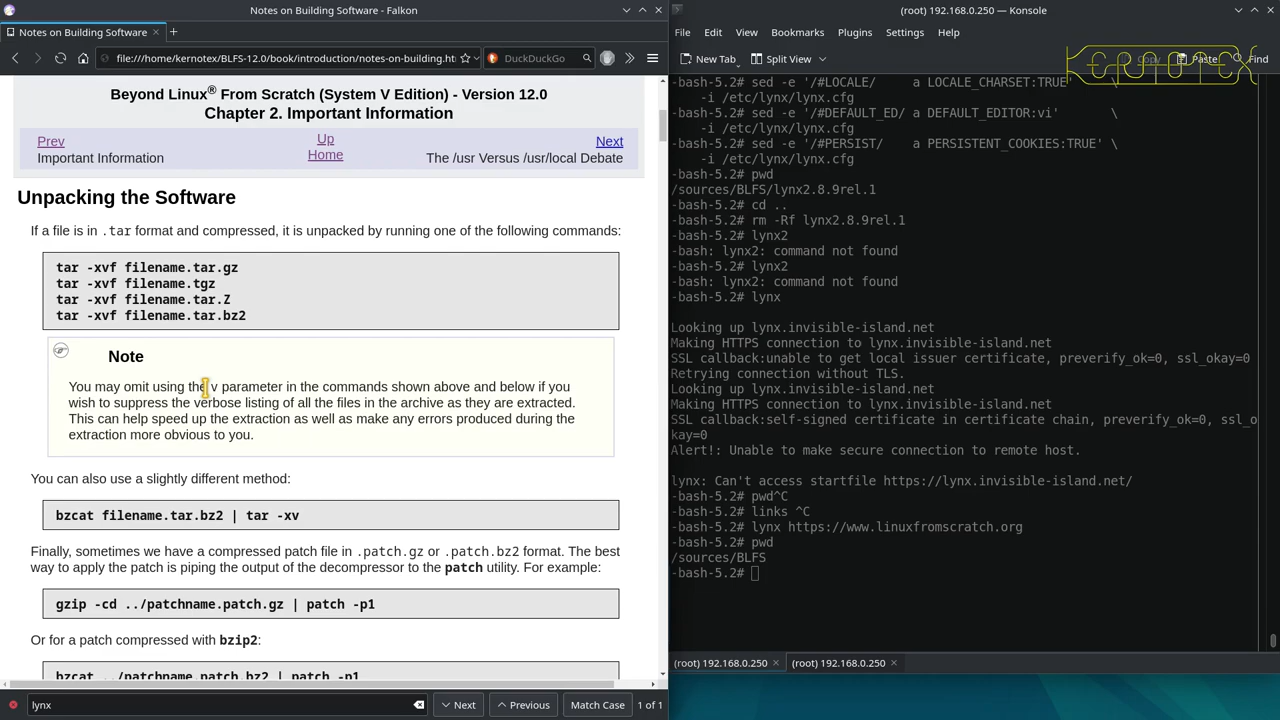 Notes on Building Software - Falkon
Notes on Building Software
file:///home/kernotex/BLFS-12.0/book/introduction/notes-on-building.ht
DuckDuckGo
Beyond Linux® From Scratch (System V Edition) - Version 12.0
Chapter 2. Important Information
Prev Up Next
Important Information Home The /usr Versus /usr/local Debate
Unpacking the Software
If a file is in .tar format and compressed, it is unpacked by running one of the following commands:
tar -xvf filename.tar.gz
tar -xvf filename.tgz
tar -xvf filename.tar.Z
tar -xvf filename.tar.bz2
Note
You may omit using the v parameter in the commands shown above and below if you
wish to suppress the verbose listing of all the files in the archive as they are extracted.
This can help speed up the extraction as well as make any errors produced during the
extraction more obvious to you.
You can also use a slightly different method:
bzcat filename.tar.bz2 | tar -xv
Finally, sometimes we have a compressed patch file in .patch.gz or .patch.bz2 format. The best
way to apply the patch is piping the output of the decompressor to the patch utility. For example:
gzip -cd ../patchname.patch.gz | patch -p1
Or for a patch compressed with bzip2:
bzcat ../patchname.patch.bz2 | patch -p1
lynx Next Previous Match Case 1 of 1
(root) 192.168.0.250 — Konsole
File Edit View Bookmarks Plugins Settings Help
New Tab Split View Copy Paste Find
kernotex
-bash-5.2# sed -e '/#LOCALE/ a LOCALE_CHARSET:TRUE' \
-i /etc/lynx/lynx.cfg
-bash-5.2# sed -e '/#DEFAULT_ED/ a DEFAULT_EDITOR:vi' \
-i /etc/lynx/lynx.cfg
-bash-5.2# sed -e '/#PERSIST/ a PERSISTENT_COOKIES:TRUE' \
-i /etc/lynx/lynx.cfg
-bash-5.2# pwd
/sources/BLFS/lynx2.8.9rel.1
-bash-5.2# cd ..
-bash-5.2# rm -Rf lynx2.8.9rel.1
-bash-5.2# lynx2
-bash: lynx2: command not found
-bash-5.2# lynx2
-bash: lynx2: command not found
-bash-5.2# lynx
Looking up lynx.invisible-island.net
Making HTTPS connection to lynx.invisible-island.net
SSL callback:unable to get local issuer certificate, preverify_ok=0, ssl_okay=0
Retrying connection without TLS.
Looking up lynx.invisible-island.net
Making HTTPS connection to lynx.invisible-island.net
SSL callback:self-signed certificate in certificate chain, preverify_ok=0, ssl_o
kay=0
Alert!: Unable to make secure connection to remote host.
lynx: Can't access startfile https://lynx.invisible-island.net/
-bash-5.2# pwd^C
-bash-5.2# links ^C
-bash-5.2# lynx https://www.linuxfromscratch.org
-bash-5.2# pwd
/sources/BLFS
-bash-5.2#
(root) 192.168.0.250 (root) 192.168.0.250